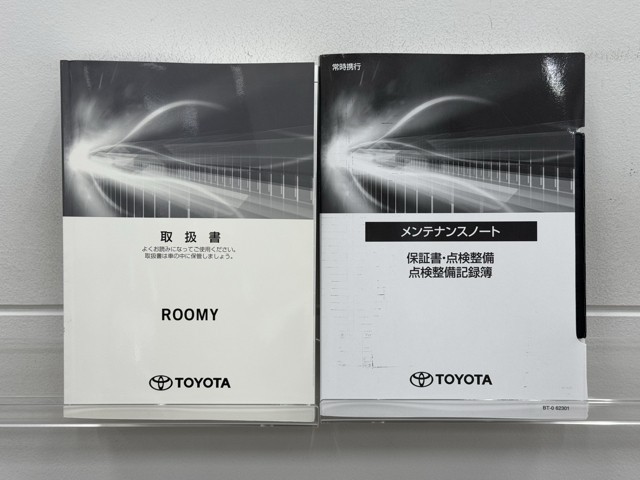 取扱書
よくお読みになってご使用ください。
取扱書は車の中に保管しましょう。
ROOMY
TOYOTA
常時携行
メンテナンスノート
保証書・点検整備
点検整備記録簿
TOYOTA
BT-0 62301